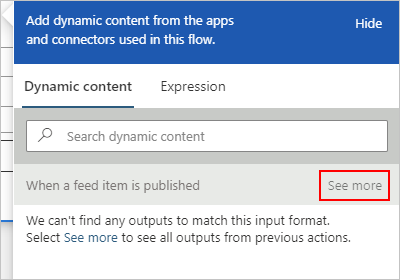 Add dynamic content from the apps
and connectors used in this flow.
Hide
Dynamic content
Expression
Search dynamic content
When a feed item is published
See more
We can't find any outputs to match this input format.
Select See more to see all outputs from previous actions.